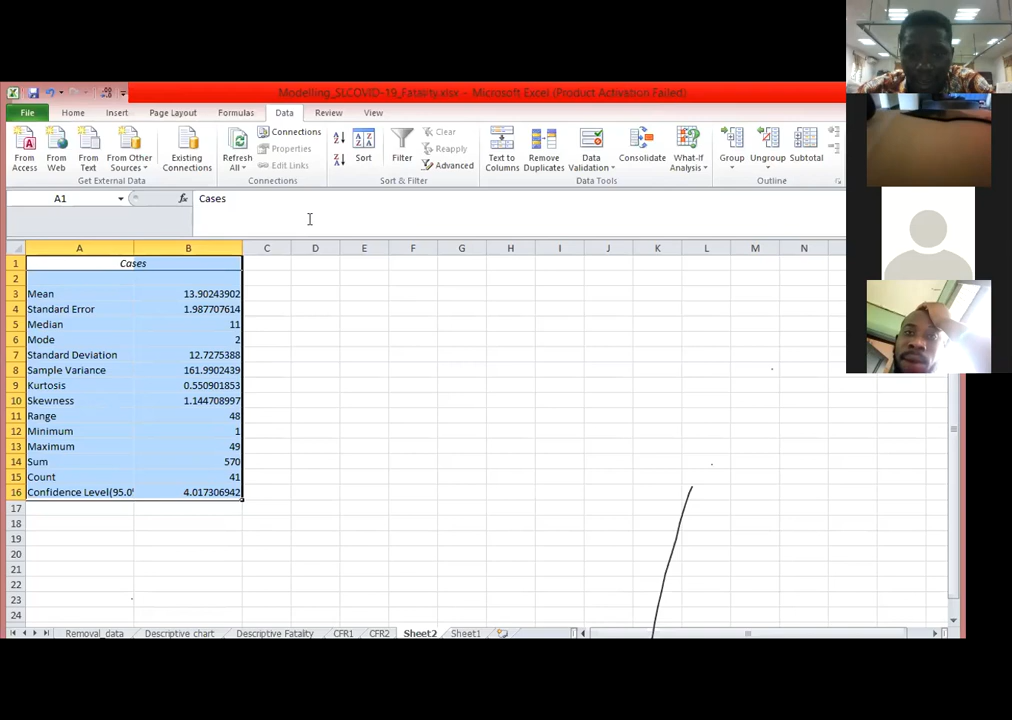 Modelling_SLCOVID-19_Fatality.xlsx - Microsoft Excel (Product Activation Failed)
File Home Insert Page Layout Formulas Data Review View
From Access
From Web
From Text
From Other Sources
Existing Connections
Refresh All
Connections
Properties
Edit Links
Sort
Filter
Clear
Reapply
Advanced
Text to Columns
Remove Duplicates
Data Validation
Consolidate
What-If Analysis
Group
Ungroup
Subtotal
Get External Data Connections Sort & Filter Data Tools Outline
A1 fx Cases
A B C D E F G H I J K L M N
1 Cases
2
3 Mean 13.90243902
4 Standard Error 1.987707614
5 Median 11
6 Mode 2
7 Standard Deviation 12.7275388
8 Sample Variance 161.9902439
9 Kurtosis 0.550901853
10 Skewness 1.144708997
11 Range 48
12 Minimum 1
13 Maximum 49
14 Sum 570
15 Count 41
16 Confidence Level(95.0' 4.017306942
17
18
19
20
21
22
23
24
Removal_data Descriptive chart Descriptive Fatality CFR1 CFR2 Sheet2 Sheet1